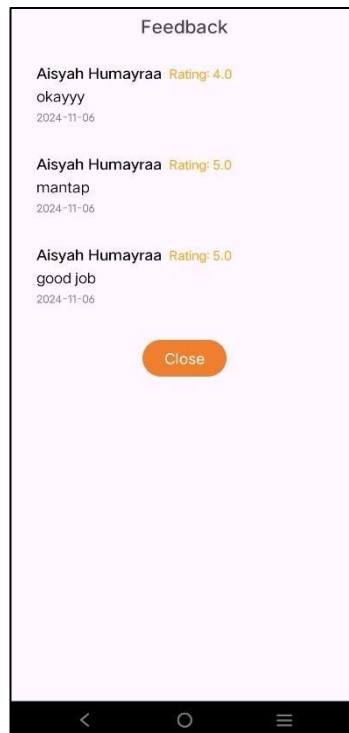 Feedback
Aisyah Humayraa Rating: 4.0
okayyy
2024-11-06
Aisyah Humayraa Rating: 5.0
mantap
2024-11-06
Aisyah Humayraa Rating: 5.0
good job
2024-11-06
Close